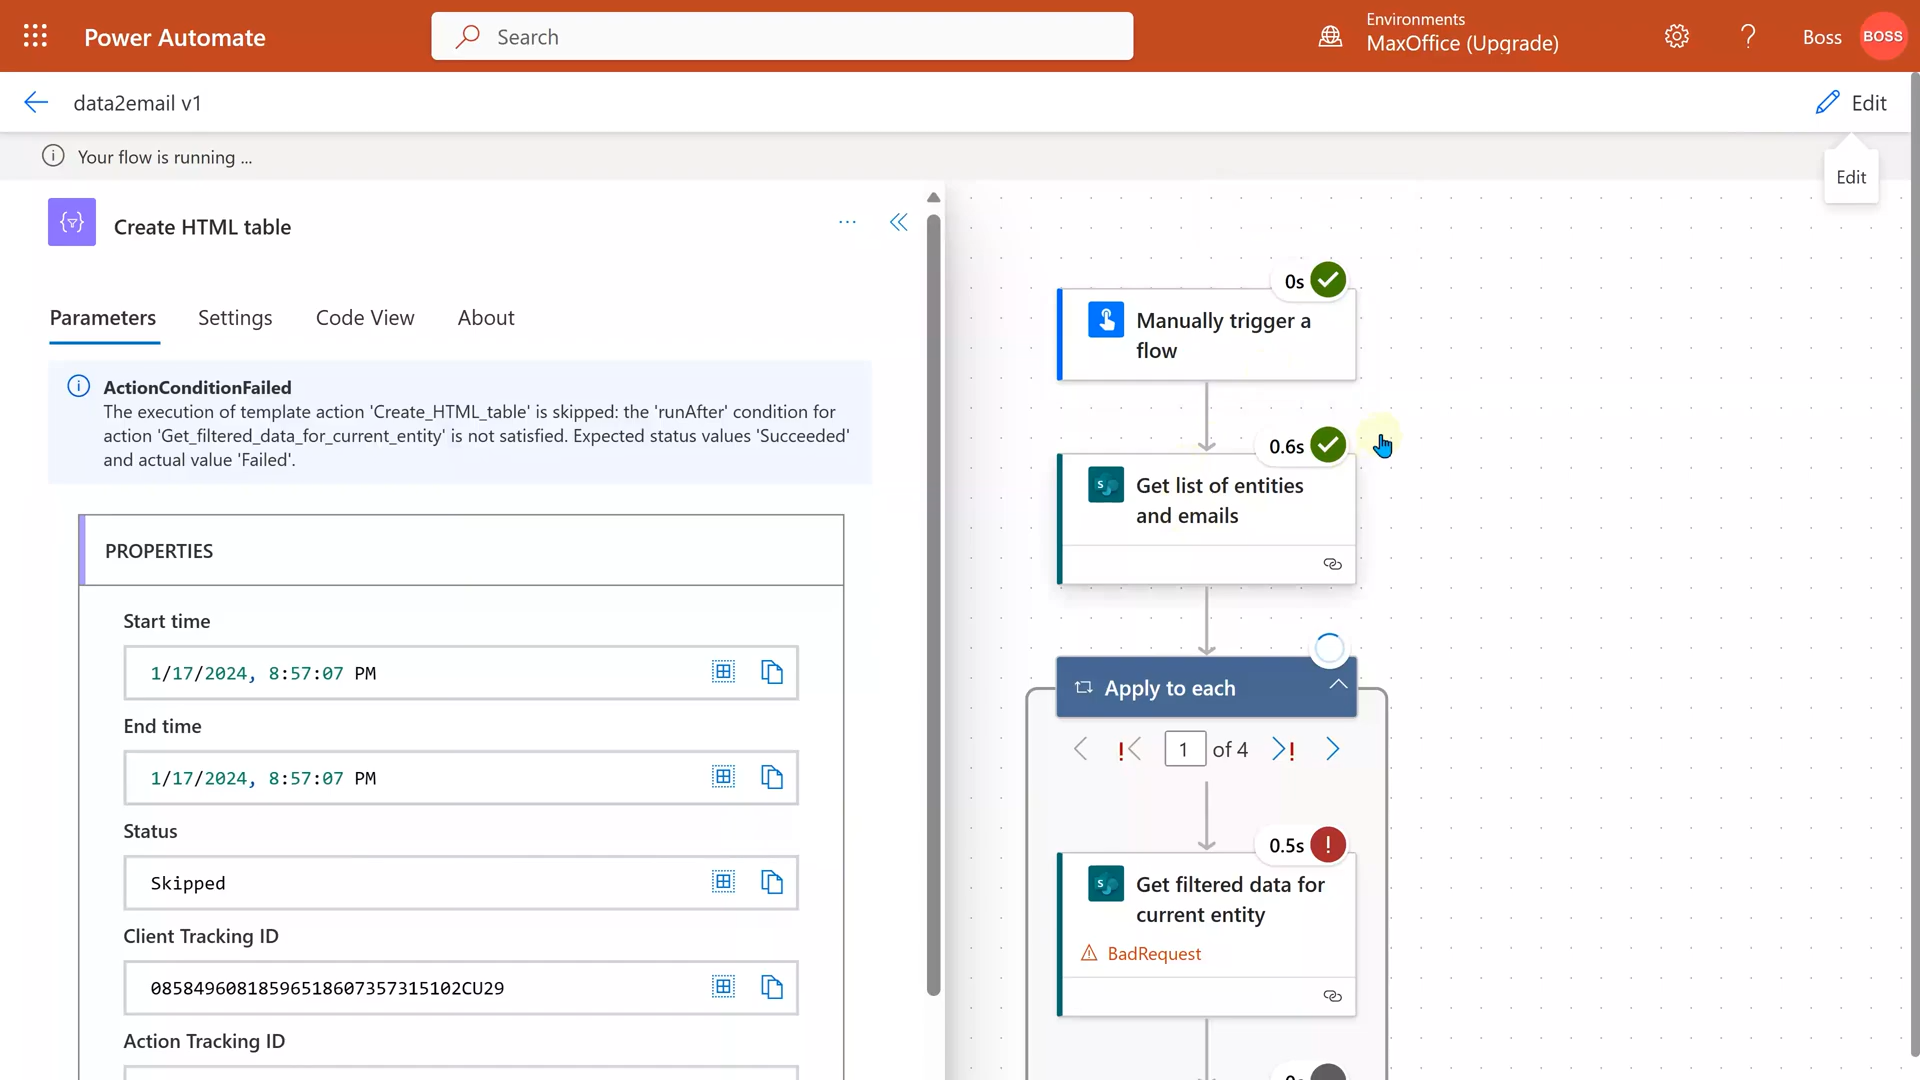 Power Automate
Search
Environments
MaxOffice (Upgrade)
?
Boss
BOSS
data2email v1
Edit
Your flow is running ...
Edit
Create HTML table
Parameters
Settings
Code View
About
ActionConditionFailed
The execution of template action 'Create_HTML_table' is skipped: the 'runAfter' condition for
action 'Get_filtered_data_for_current_entity' is not satisfied. Expected status values 'Succeeded'
and actual value 'Failed'.
PROPERTIES
Start time
1/17/2024, 8:57:07 PM
End time
1/17/2024, 8:57:07 PM
Status
Skipped
Client Tracking ID
08584960818596518607357315102CU29
Action Tracking ID
0s
Manually trigger a
flow
0.6s
Get list of entities
and emails
Apply to each
1 of 4
0.5s
Get filtered data for
current entity
BadRequest